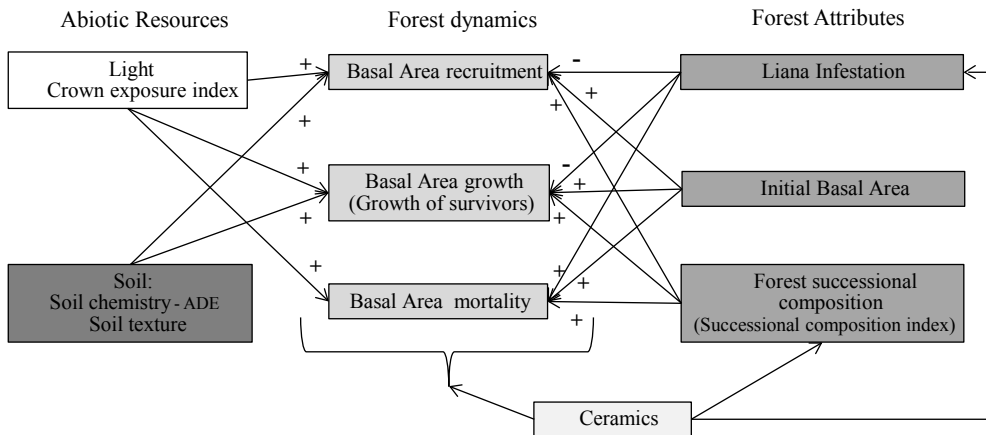 Abiotic Resources
Forest dynamics
Forest Attributes
Light
Crown exposure index
Soil:
Soil chemistry - ADE
Soil texture
+
+
+
+
+
Basal Area recruitment
Basal Area growth
(Growth of survivors)
Basal Area mortality
-
+
+
-
+
+
+
+
+
Liana Infestation
Initial Basal Area
Forest successional
composition
(Successional composition index)
Ceramics